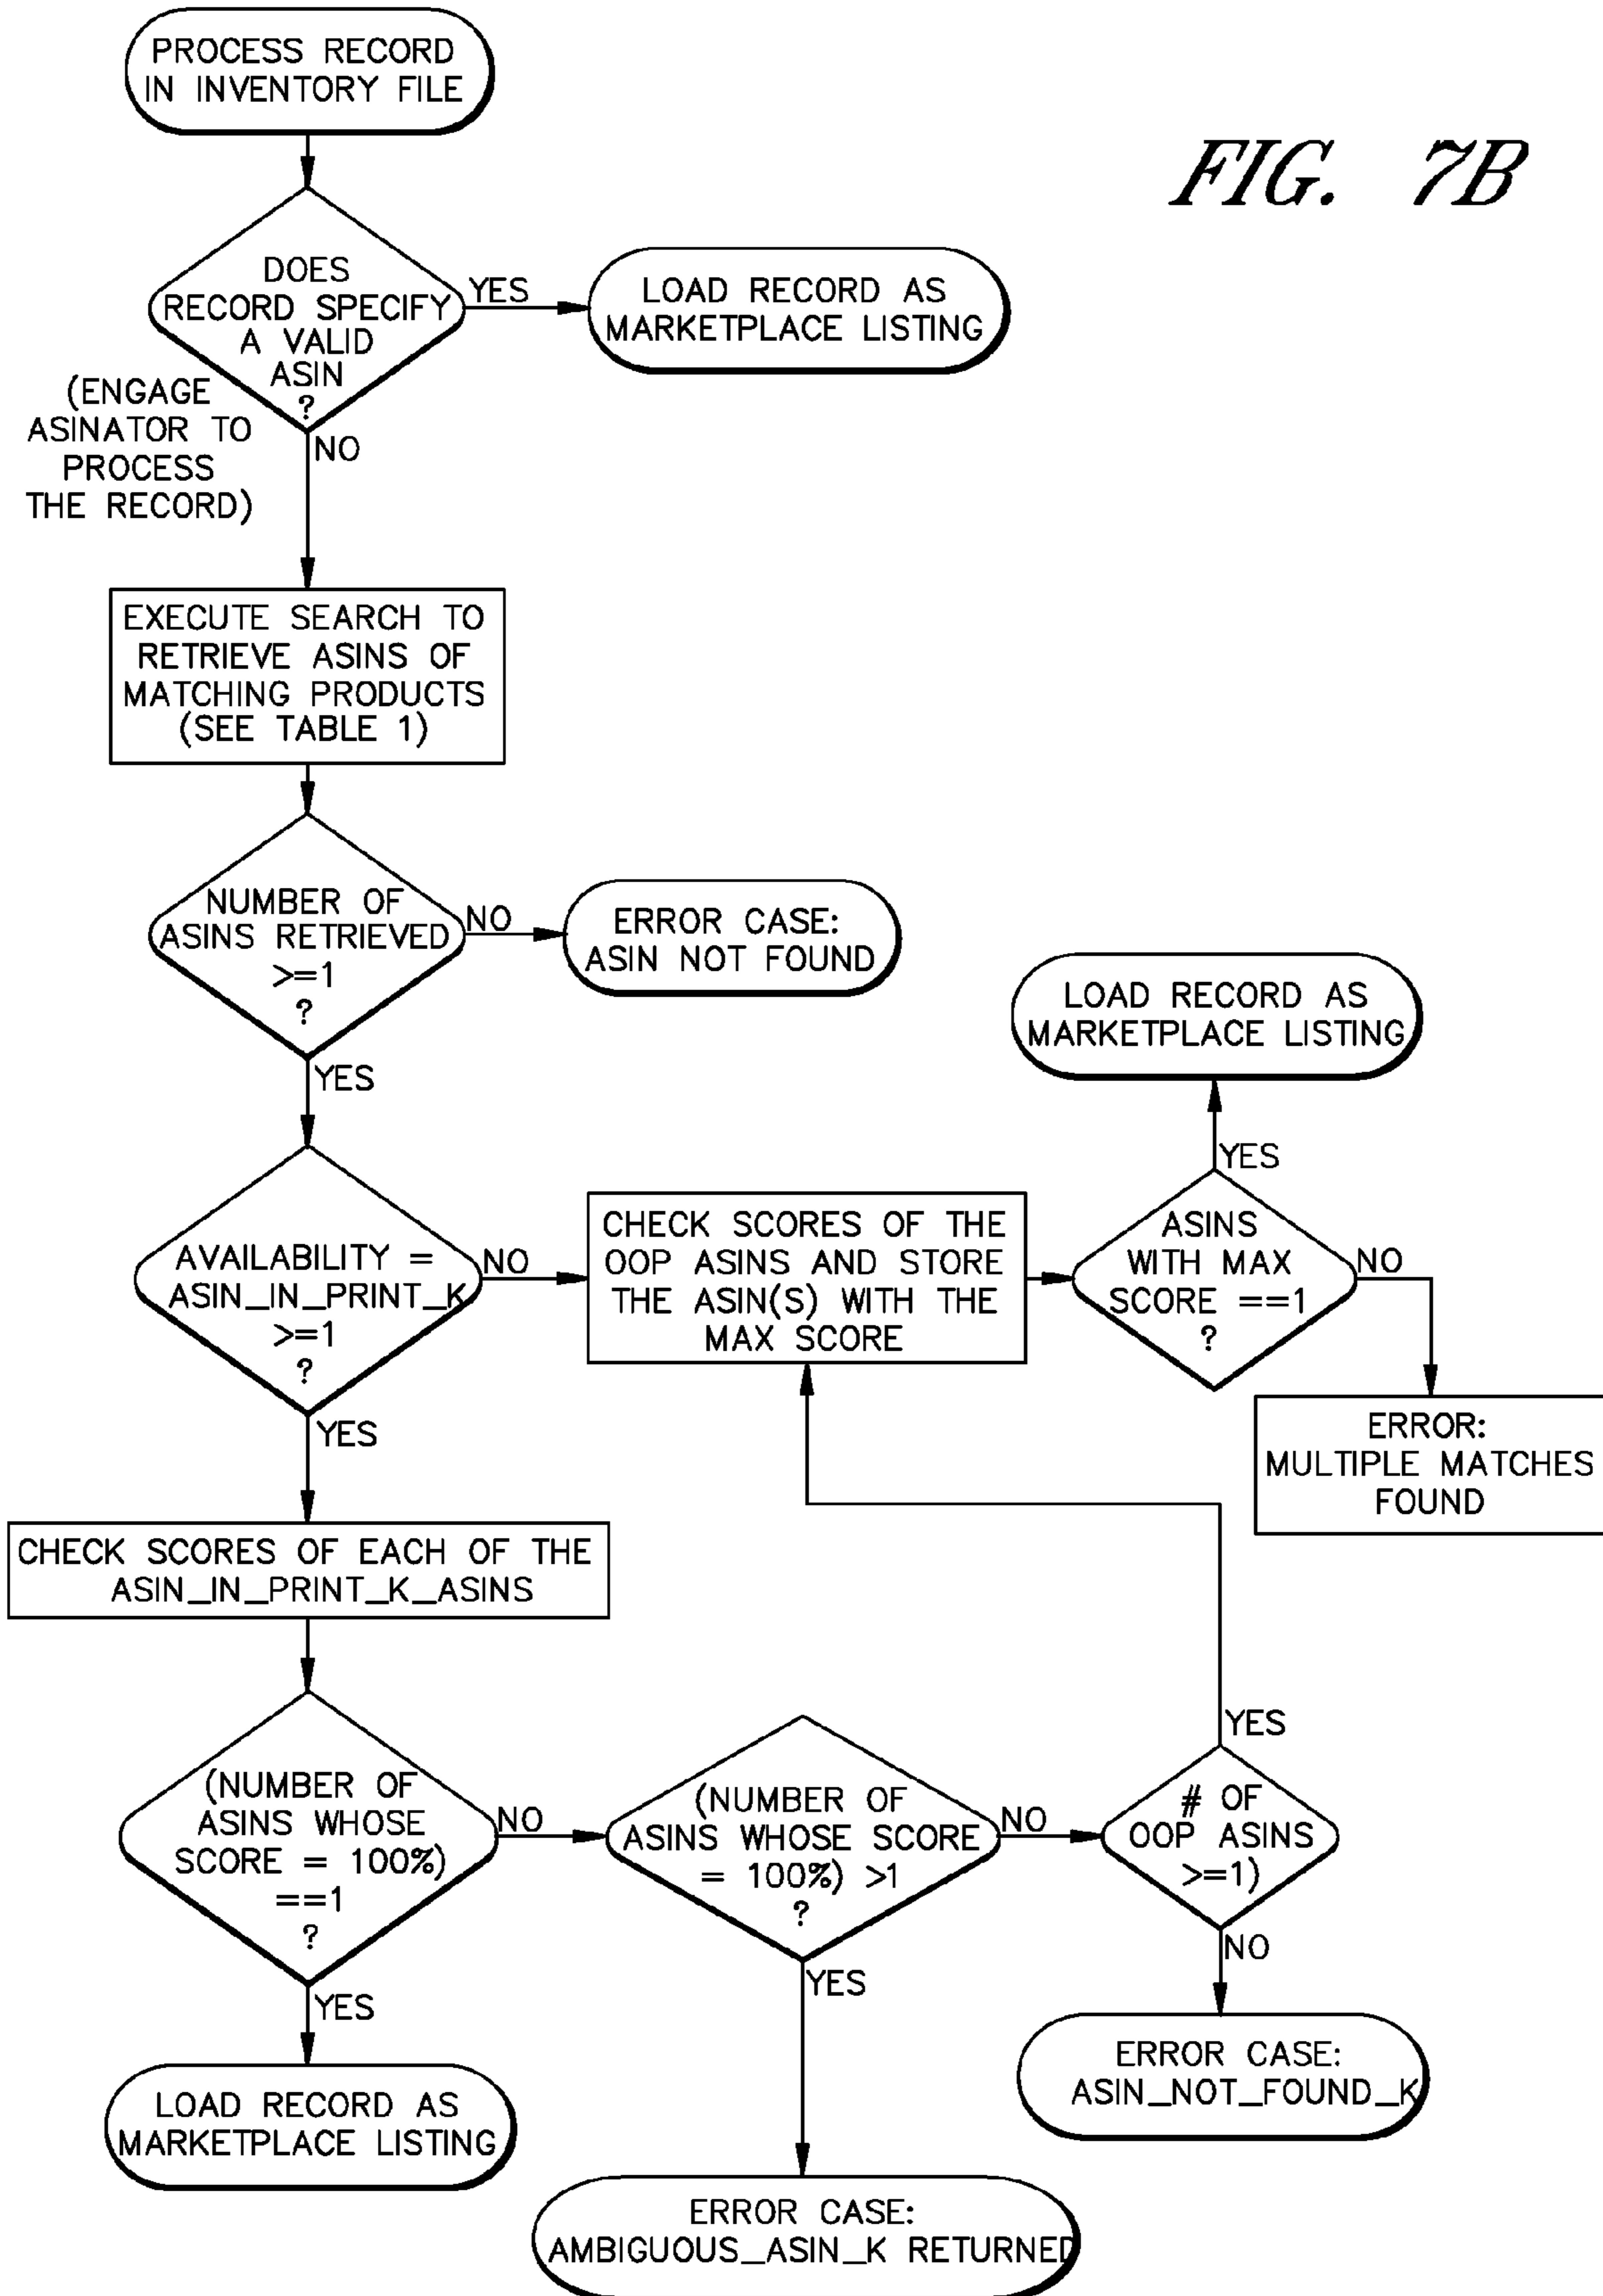 PROCESS RECORD
IN INVENTORY FILE
FIG. 7B
DOES
RECORD SPECIFY
A VALID
ASIN
?
YES
LOAD RECORD AS
MARKETPLACE LISTING
(ENGAGE
ASINATOR TO
PROCESS
THE RECORD)
NO
EXECUTE SEARCH TO
RETRIEVE ASINS OF
MATCHING PRODUCTS
(SEE TABLE 1)
NUMBER OF
ASINS RETRIEVED
>=1
?
NO
ERROR CASE:
ASIN NOT FOUND
YES
AVAILABILITY =
ASIN_IN_PRINT_K
>=1
?
NO
CHECK SCORES OF THE
OOP ASINS AND STORE
THE ASIN(S) WITH THE
MAX SCORE
ASINS
WITH MAX
SCORE ==1
?
YES
LOAD RECORD AS
MARKETPLACE LISTING
NO
ERROR:
MULTIPLE MATCHES
FOUND
YES
CHECK SCORES OF EACH OF THE
ASIN_IN_PRINT_K_ASINS
(NUMBER OF
ASINS WHOSE
SCORE = 100%)
==1
?
NO
(NUMBER OF
ASINS WHOSE SCORE
= 100%) >1
?
NO
# OF
OOP ASINS
>=1)
YES
NO
ERROR CASE:
ASIN_NOT_FOUND_K
YES
LOAD RECORD AS
MARKETPLACE LISTING
YES
ERROR CASE:
AMBIGUOUS_ASIN_K RETURNED